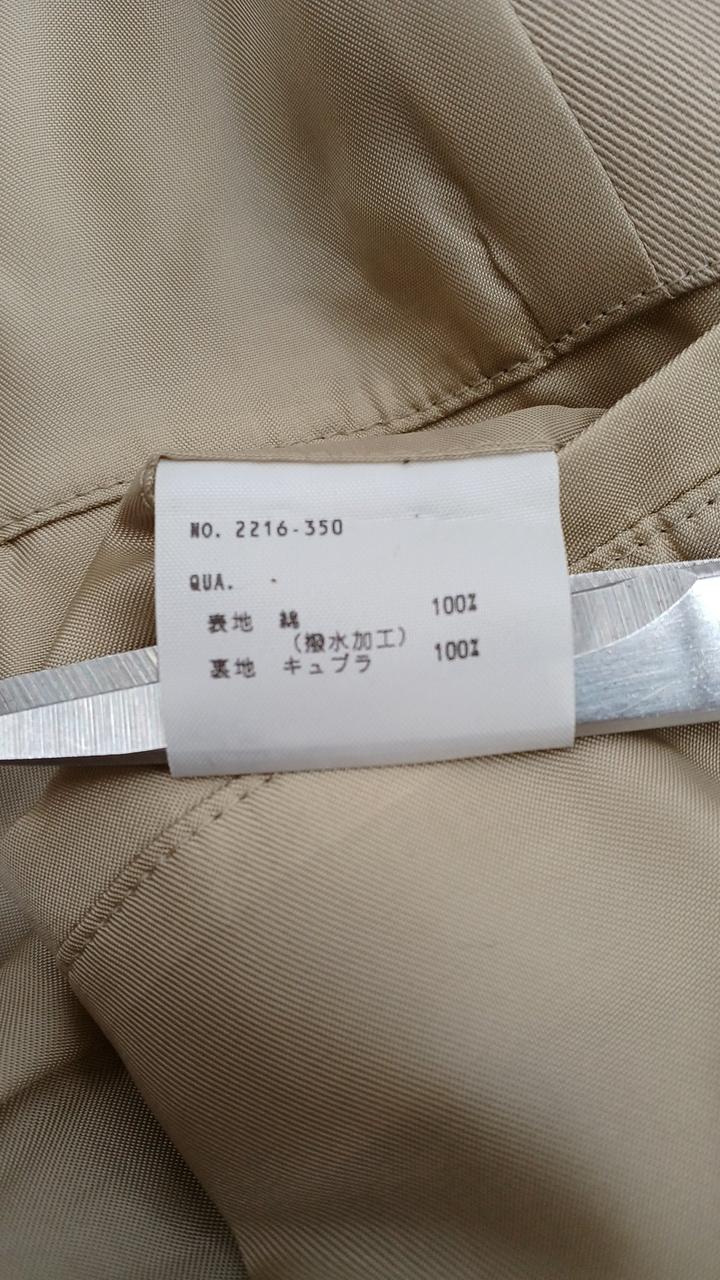 NO. 2216-350
QUA.
表地 綿 100%
(撥水加工)
裏地 キュプラ 100%